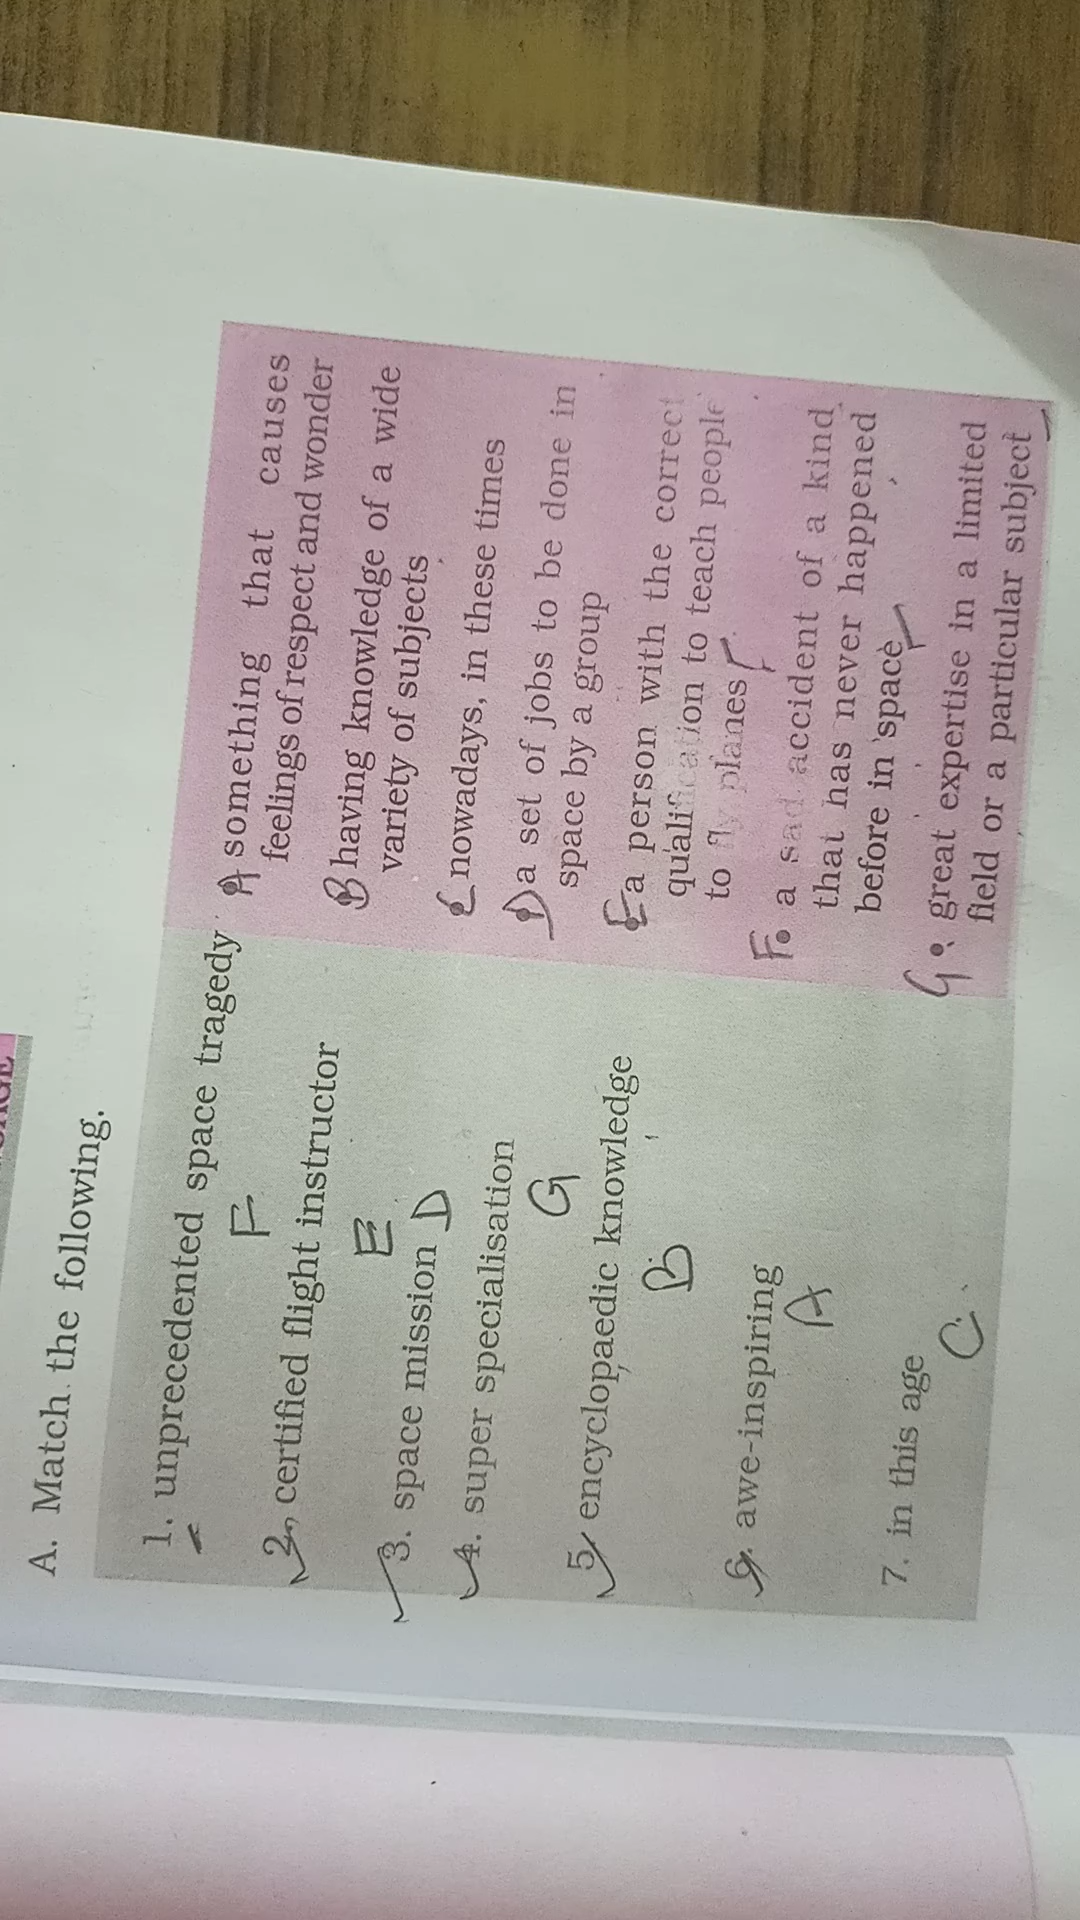 A. Match the following.
1. unprecedented space tragedy
F
2. certified flight instructor
E
3. space mission D
4. super specialisation
G
5. encyclopaedic knowledge
B
6. awe-inspiring
A
7. in this age
C
A something that causes
feelings of respect and wonder
B having knowledge of a wide
variety of subjects
C nowadays, in these times
D a set of jobs to be done in
space by a group
E a person with the correct
qualification to teach people
to fly planes
F. a sad accident of a kind
that has never happened
before in space
G • great expertise in a limited
field or a particular subject